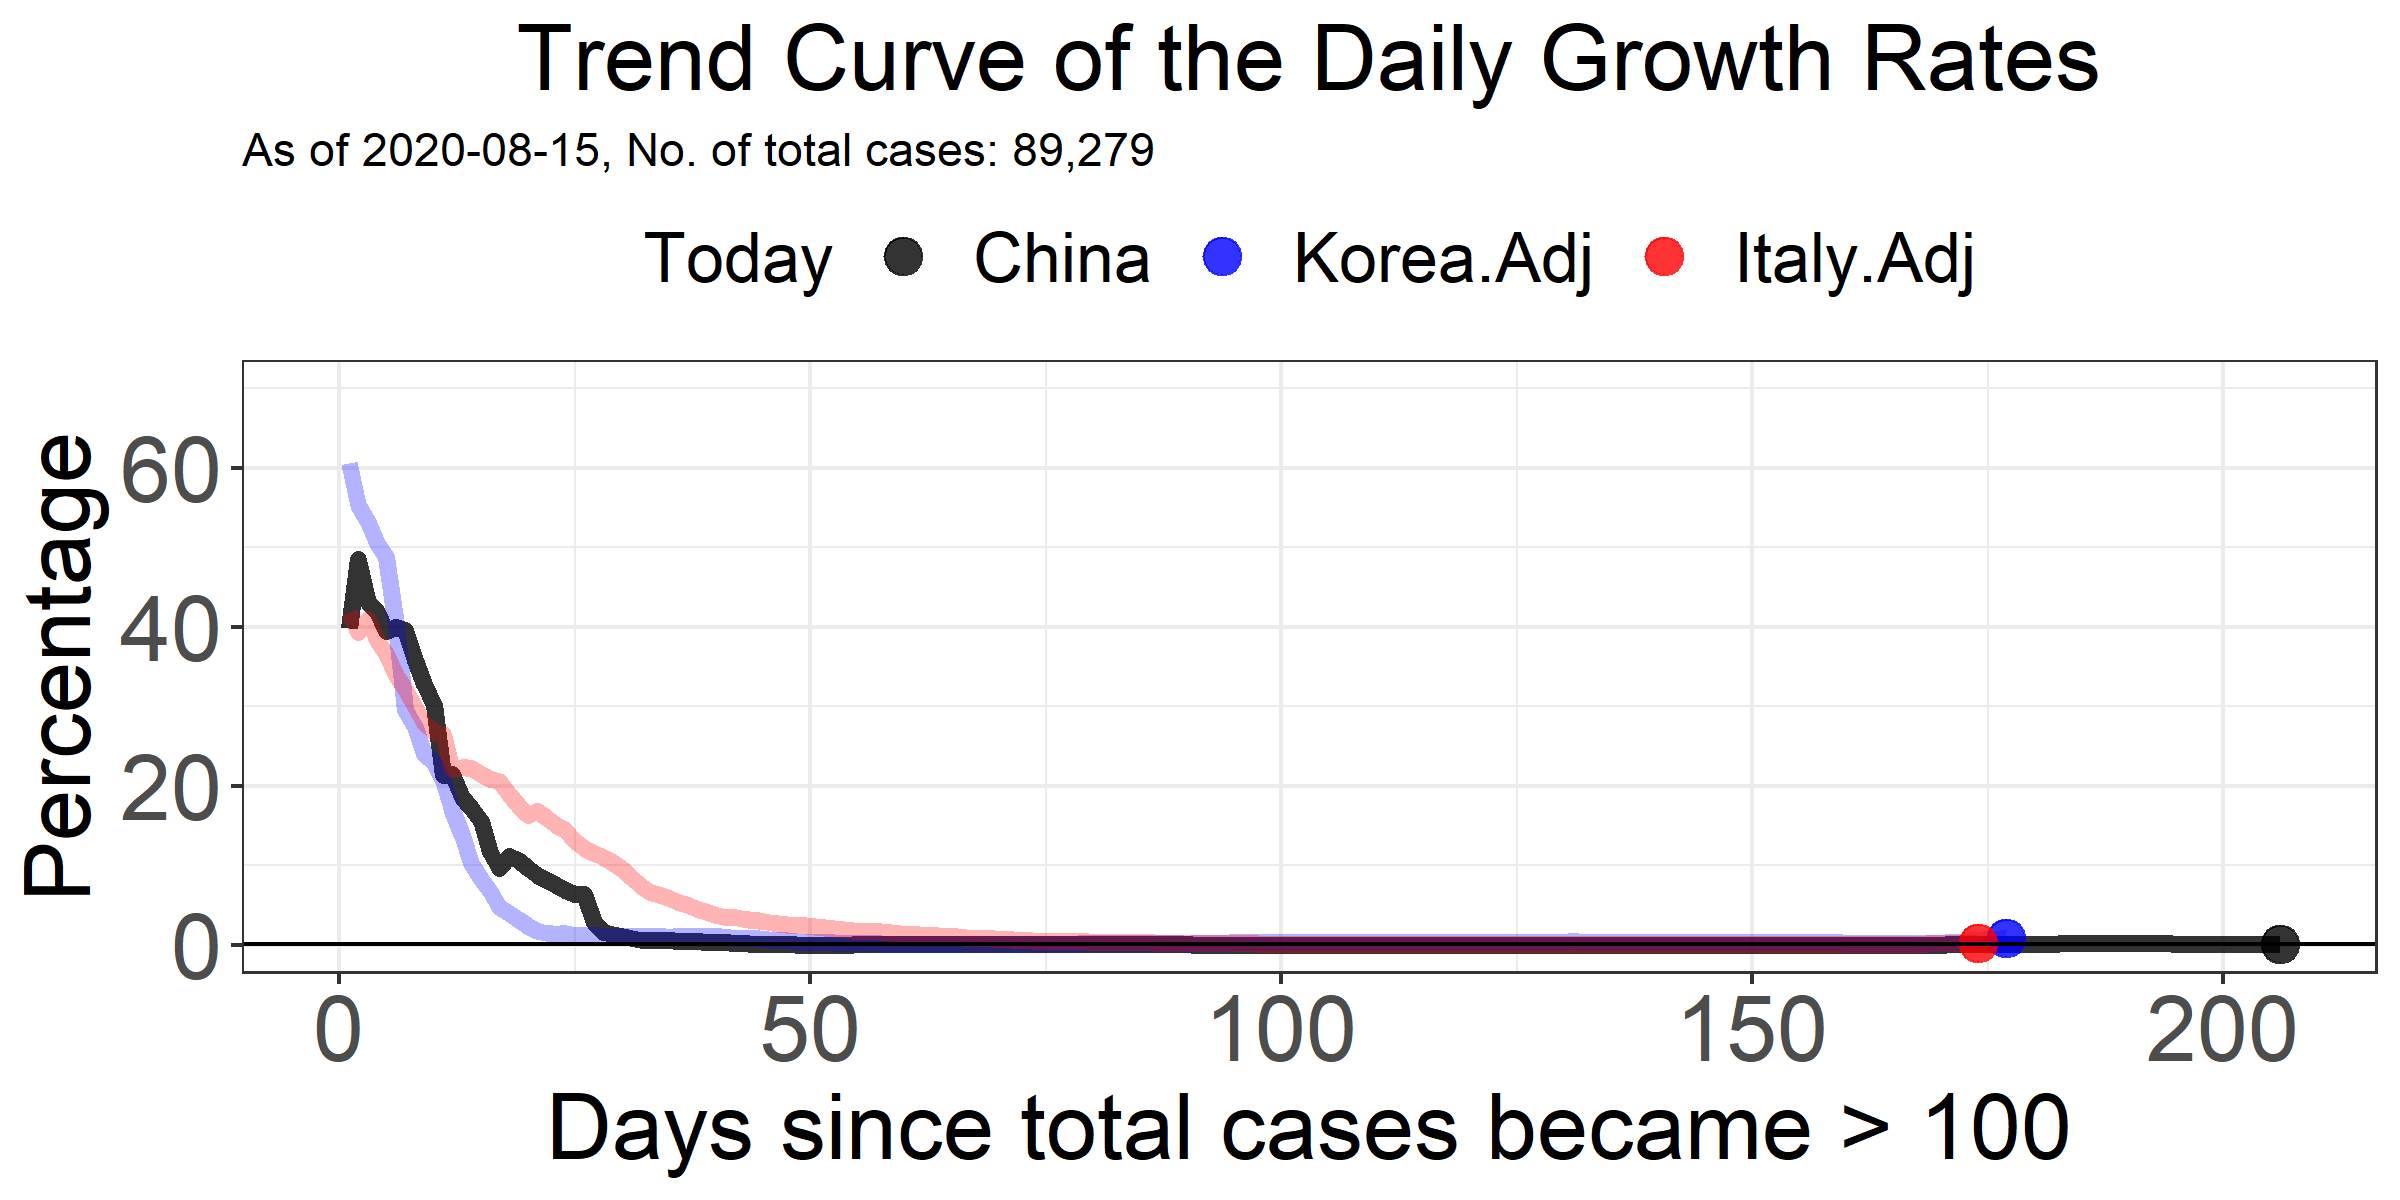 Trend Curve of the Daily Growth Rates
As of 2020-08-15, No. of total cases: 89,279
Today China Korea.Adj Italy.Adj
Percentage
60
40
20
0
0 50 100 150 200
Days since total cases became > 100